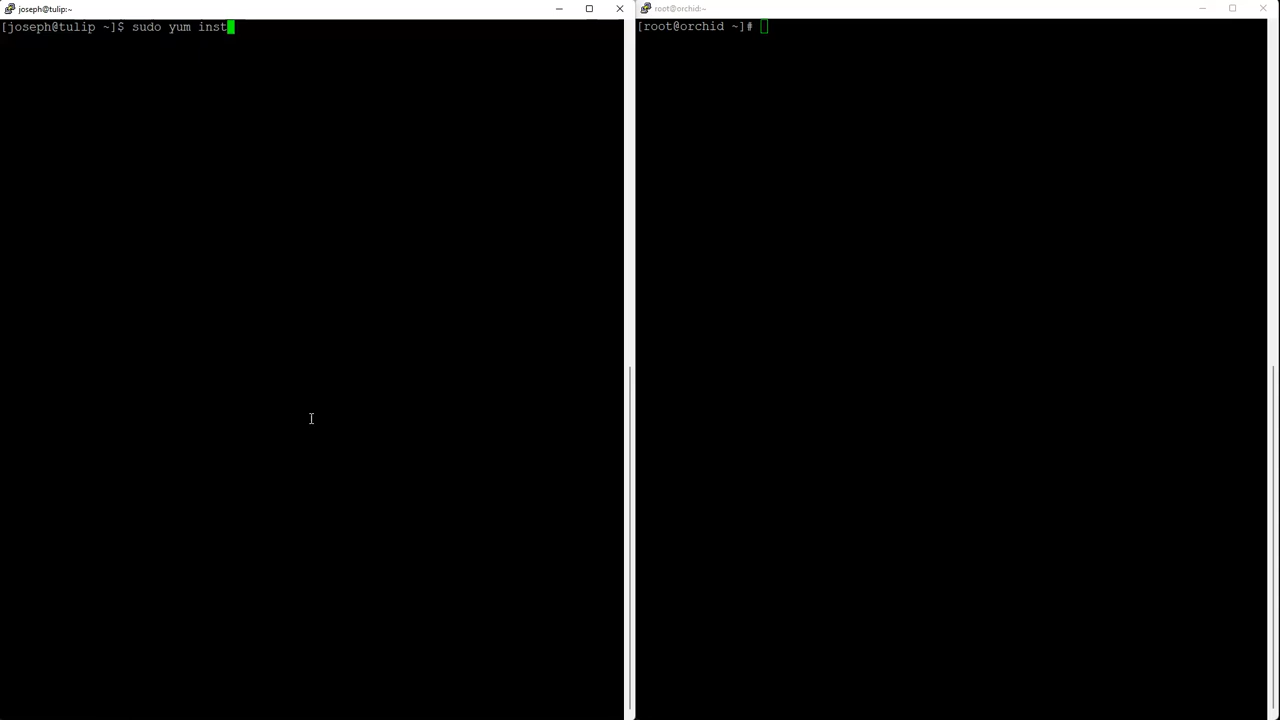 joseph@tulip:~
[joseph@tulip ~]$ sudo yum inst
root@orchid:~
[root@orchid ~]#